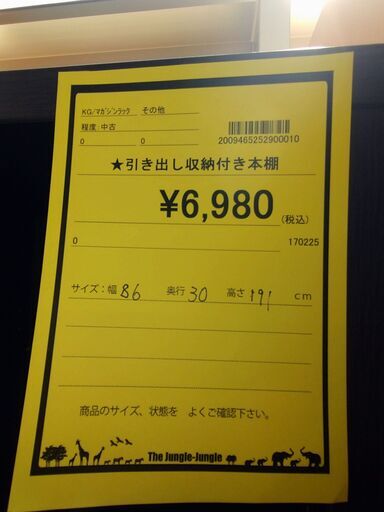 KG/ﾏｶﾞｼﾞﾝﾗｯｸ その他
程度:中古
0 0 2009465252900010
★引き出し収納付き本棚
¥6,980(税込)
0 170225
サイズ:幅 86 奥行 30 高さ 191 cm
商品のサイズ、状態を よくご確認下さい。
The Jungle-Jungle